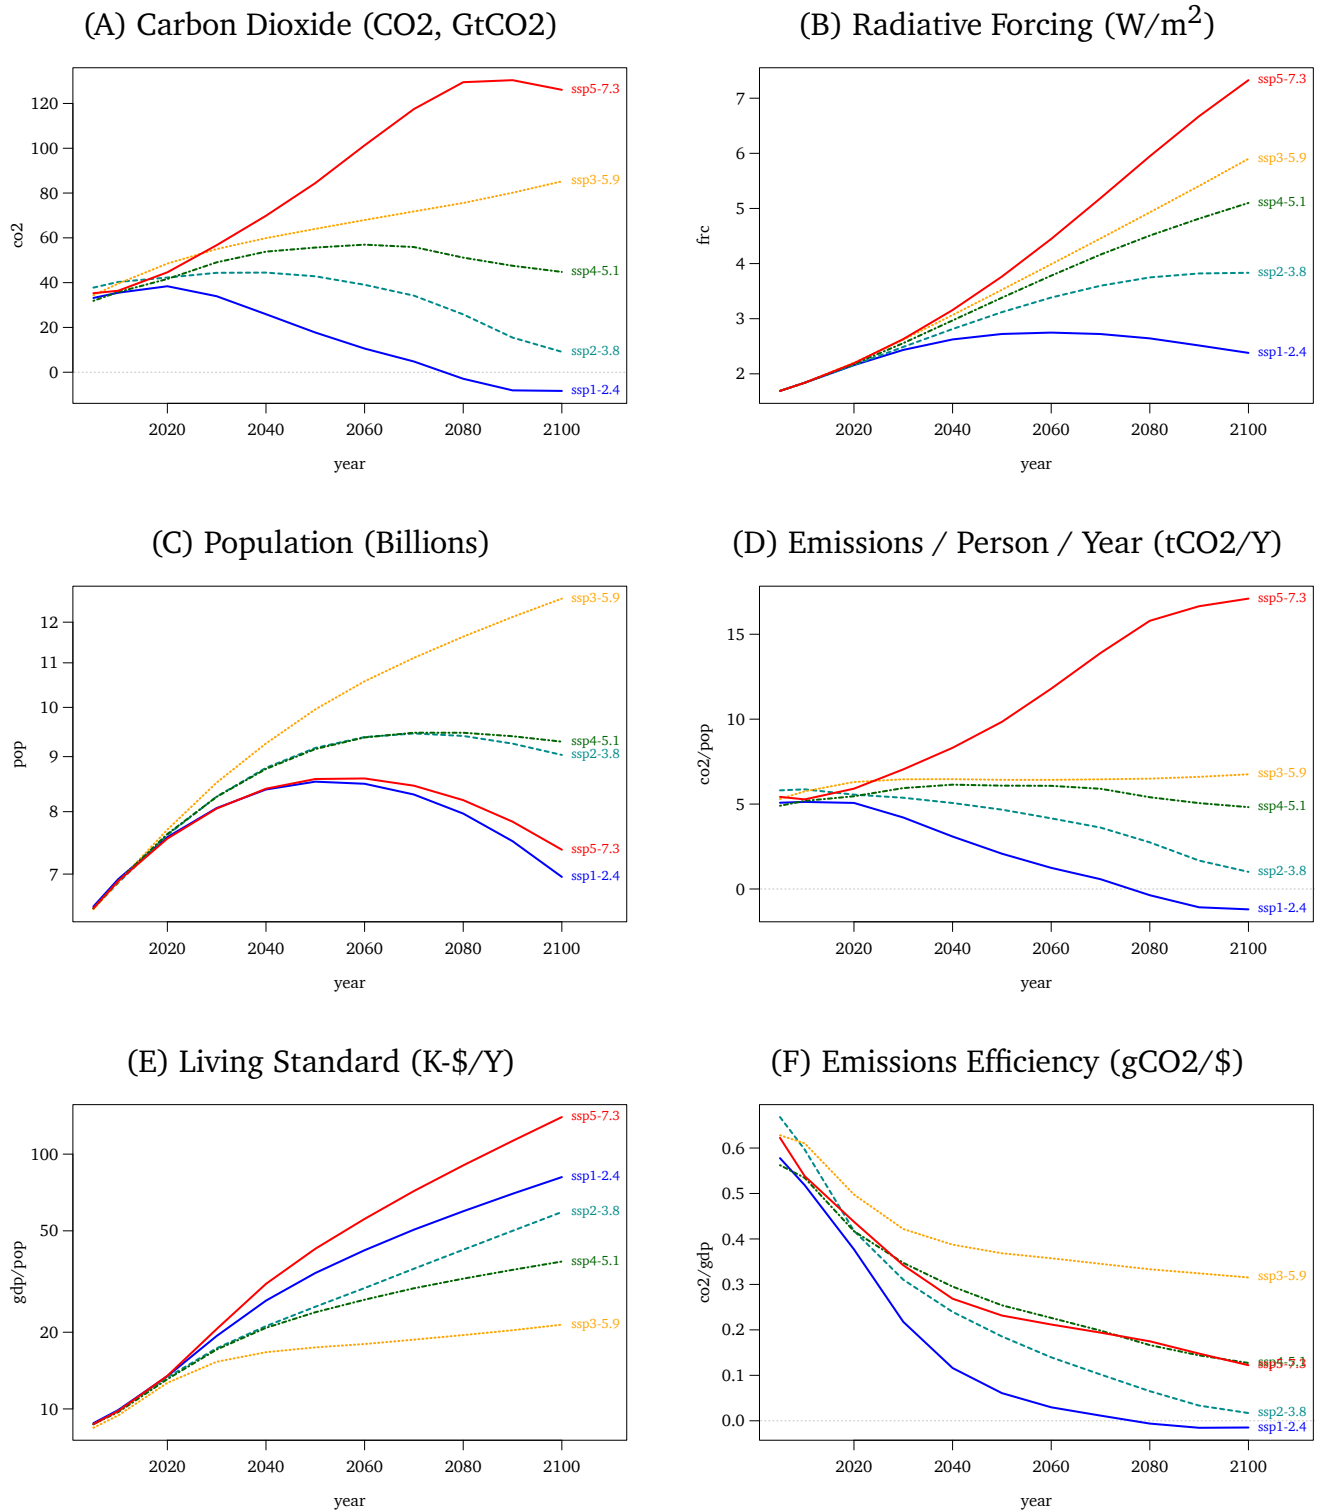 (A) Carbon Dioxide (CO2, GtCO2)
co2
120
100
80
60
40
20
0
ssp5-7.3
ssp3-5.9
ssp4-5.1
ssp2-3.8
ssp1-2.4
2020 2040 2060 2080 2100
year
(B) Radiative Forcing (W/m²)
frc
7
6
5
4
3
2
ssp5-7.3
ssp3-5.9
ssp4-5.1
ssp2-3.8
ssp1-2.4
2020 2040 2060 2080 2100
year
(C) Population (Billions)
pop
12
11
10
9
8
7
ssp3-5.9
ssp4-5.1
ssp2-3.8
ssp5-7.3
ssp1-2.4
2020 2040 2060 2080 2100
year
(D) Emissions / Person / Year (tCO2/Y)
co2/pop
15
10
5
0
ssp5-7.3
ssp3-5.9
ssp4-5.1
ssp2-3.8
ssp1-2.4
2020 2040 2060 2080 2100
year
(E) Living Standard (K-$/Y)
gdp/pop
100
50
20
10
ssp5-7.3
ssp1-2.4
ssp2-3.8
ssp4-5.1
ssp3-5.9
2020 2040 2060 2080 2100
year
(F) Emissions Efficiency (gCO2/$)
co2/gdp
0.6
0.5
0.4
0.3
0.2
0.1
0.0
ssp3-5.9
ssp4-5.1
ssp5-7.3
ssp2-3.8
ssp1-2.4
2020 2040 2060 2080 2100
year